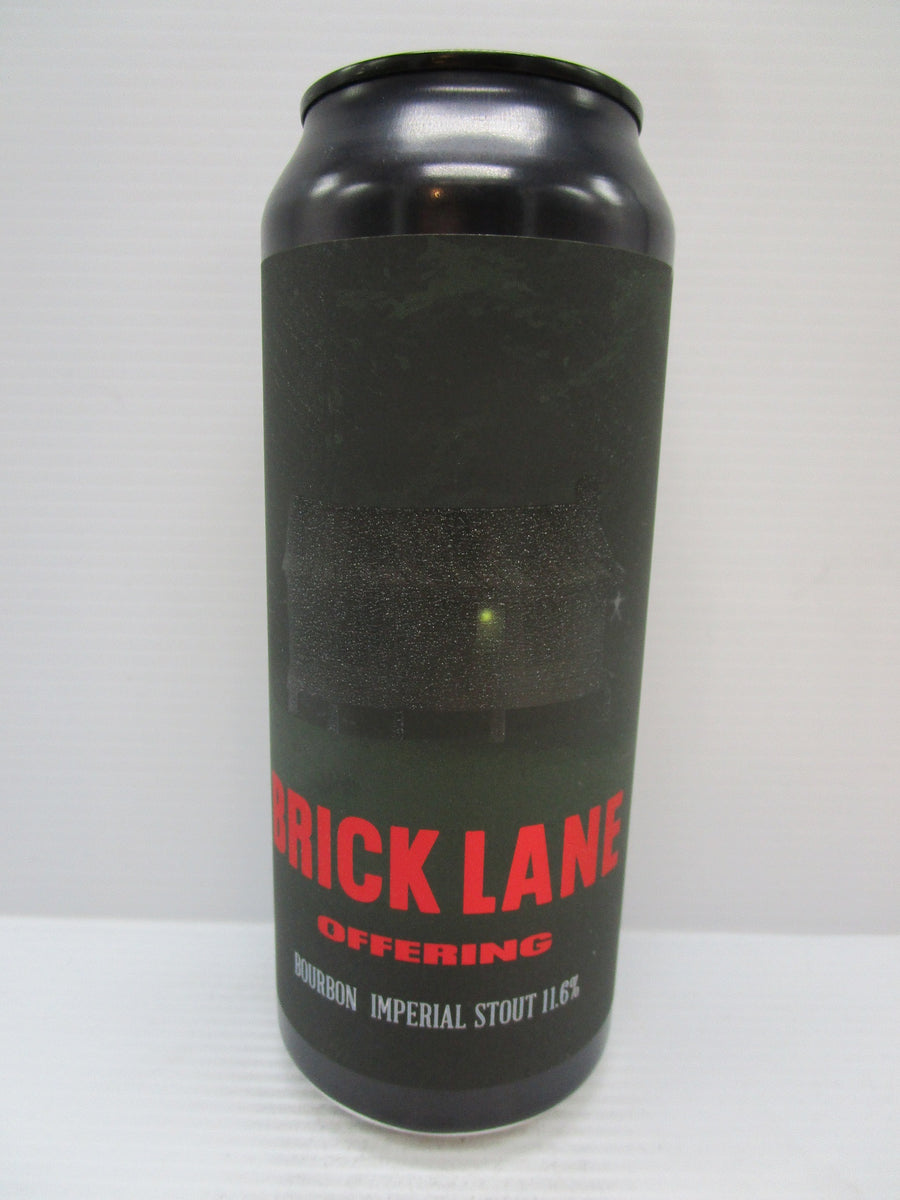 BRICK LANE
OFFERING
BOURBON IMPERIAL STOUT 11.6%